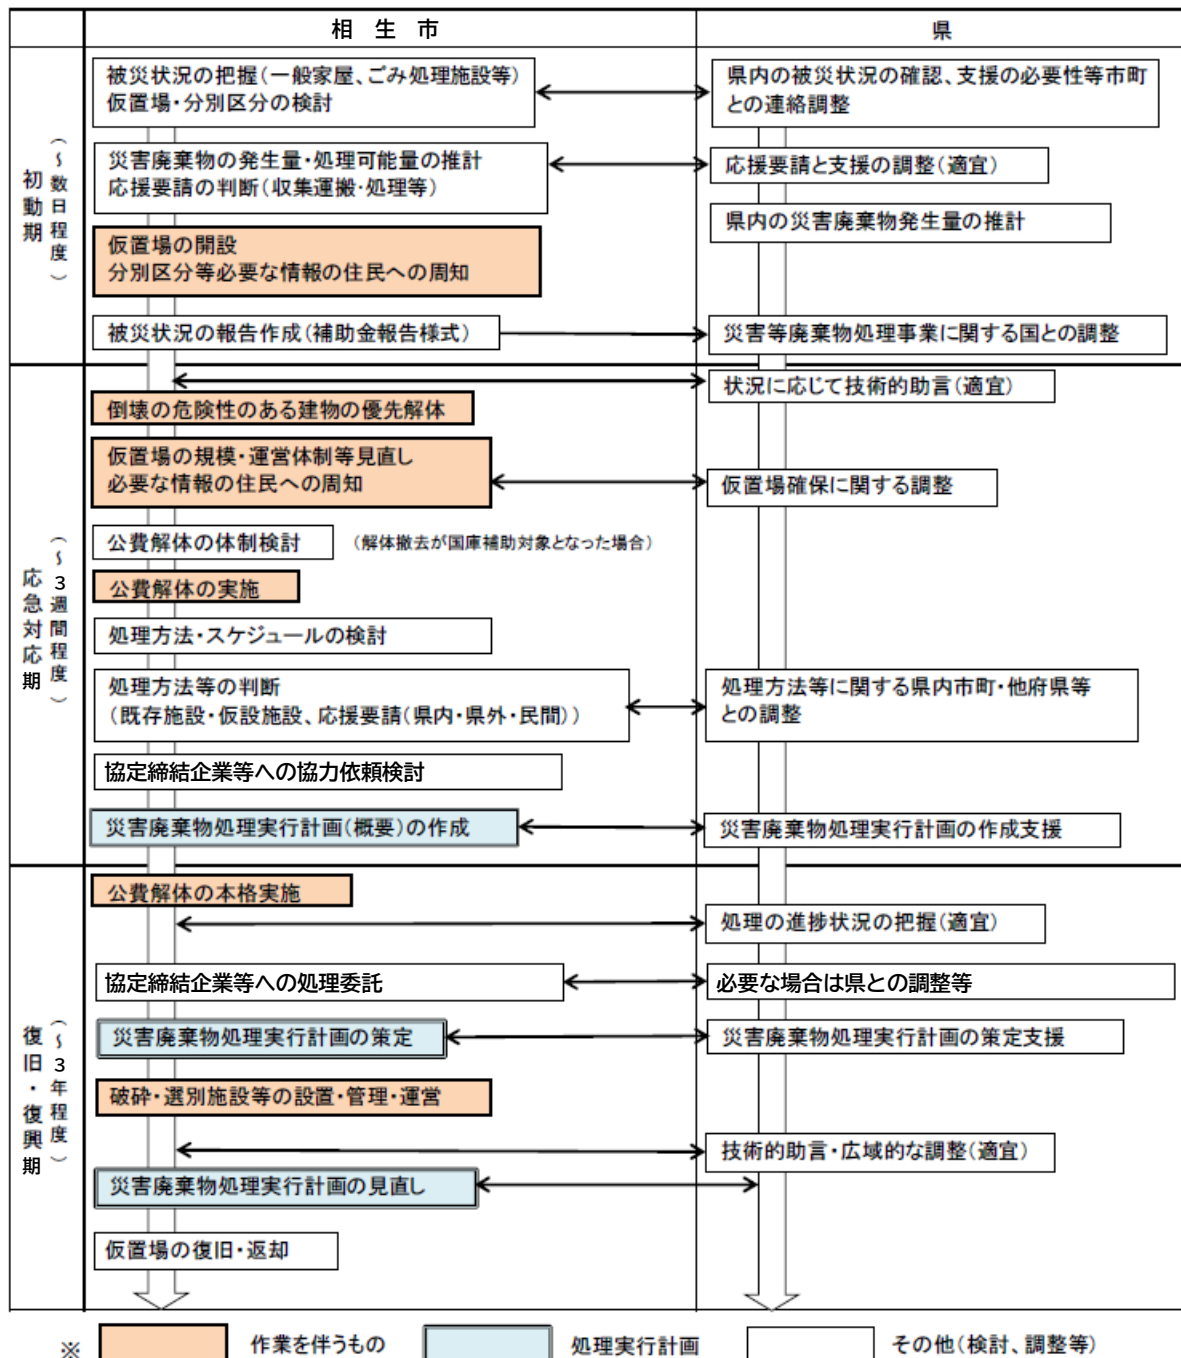 相 生 市
県
初動期
（～数日程度）
被災状況の把握（一般家屋、ごみ処理施設等）
仮置場・分別区分の検討
県内の被災状況の確認、支援の必要性等市町
との連絡調整
災害廃棄物の発生量・処理可能量の推計
応援要請の判断（収集運搬・処理等）
応援要請と支援の調整（適宜）
県内の災害廃棄物発生量の推計
仮置場の開設
分別区分等必要な情報の住民への周知
被災状況の報告作成（補助金報告様式）
災害等廃棄物処理事業に関する国との調整
応急対応期
（～３週間程度）
状況に応じて技術的助言（適宜）
倒壊の危険性のある建物の優先解体
仮置場の規模・運営体制等見直し
必要な情報の住民への周知
仮置場確保に関する調整
公費解体の体制検討
（解体撤去が国庫補助対象となった場合）
公費解体の実施
処理方法・スケジュールの検討
処理方法等の判断
（既存施設・仮設施設、応援要請（県内・県外・民間））
処理方法等に関する県内市町・他府県等
との調整
協定締結企業等への協力依頼検討
災害廃棄物処理実行計画（概要）の作成
災害廃棄物処理実行計画の作成支援
復旧・復興期
（～３年程度）
公費解体の本格実施
処理の進捗状況の把握（適宜）
協定締結企業等への処理委託
必要な場合は県との調整等
災害廃棄物処理実行計画の策定
災害廃棄物処理実行計画の策定支援
破砕・選別施設等の設置・管理・運営
技術的助言・広域的な調整（適宜）
災害廃棄物処理実行計画の見直し
仮置場の復旧・返却
※
作業を伴うもの
処理実行計画
その他（検討、調整等）